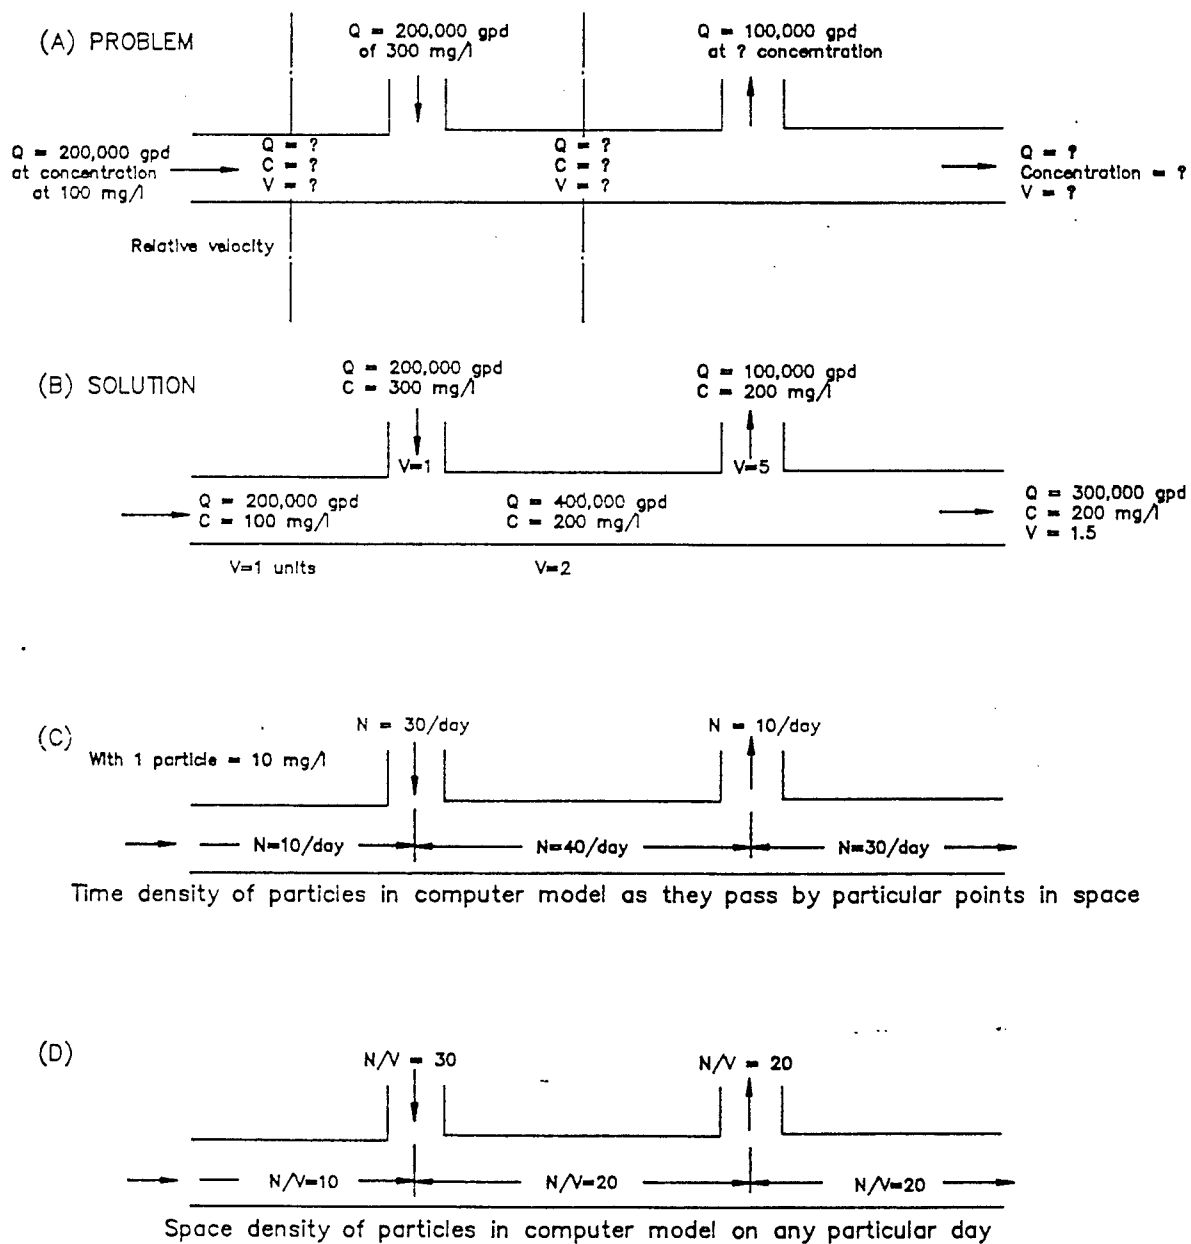 (A) PROBLEM
Q = 200,000 gpd
of 300 mg/l
Q = 100,000 gpd
at ? concemtration
Q = 200,000 gpd
at concentration
at 100 mg/l
Q = ?
C = ?
V = ?
Q = ?
C = ?
V = ?
Q = ?
Concentration = ?
V = ?
Relative velocity
(B) SOLUTION
Q = 200,000 gpd
C = 300 mg/l
Q = 100,000 gpd
C = 200 mg/l
V=1
V=5
Q = 200,000 gpd
C = 100 mg/l
Q = 400,000 gpd
C = 200 mg/l
Q = 300,000 gpd
C = 200 mg/l
V = 1.5
V=1 units
V=2
(C)
With 1 particle = 10 mg/l
N = 30/day
N = 10/day
N=10/day
N=40/day
N=30/day
Time density of particles in computer model as they pass by particular points in space
(D)
N/V = 30
N/V = 20
N/V=10
N/V=20
N/V=20
Space density of particles in computer model on any particular day